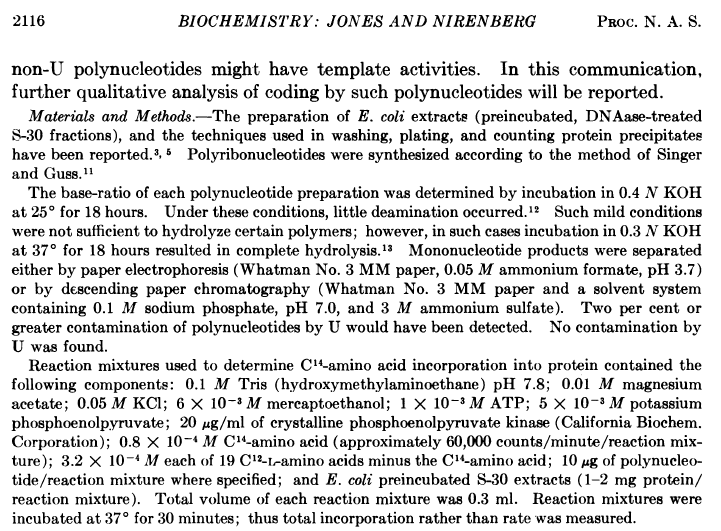 2116 BIOCHEMISTRY: JONES AND NIRENBERG PROC. N. A. S.
non-U polynucleotides might have template activities. In this communication,
further qualitative analysis of coding by such polynucleotides will be reported.
Materials and Methods.—The preparation of E. coli extracts (preincubated, DNAase-treated
S-30 fractions), and the techniques used in washing, plating, and counting protein precipitates
have been reported.³, ⁵ Polyribonucleotides were synthesized according to the method of Singer
and Guss.¹¹
The base-ratio of each polynucleotide preparation was determined by incubation in 0.4 N KOH
at 25° for 18 hours. Under these conditions, little deamination occurred.¹² Such mild conditions
were not sufficient to hydrolyze certain polymers; however, in such cases incubation in 0.3 N KOH
at 37° for 18 hours resulted in complete hydrolysis.¹³ Mononucleotide products were separated
either by paper electrophoresis (Whatman No. 3 MM paper, 0.05 M ammonium formate, pH 3.7)
or by descending paper chromatography (Whatman No. 3 MM paper and a solvent system
containing 0.1 M sodium phosphate, pH 7.0, and 3 M ammonium sulfate). Two per cent or
greater contamination of polynucleotides by U would have been detected. No contamination by
U was found.
Reaction mixtures used to determine C¹⁴-amino acid incorporation into protein contained the
following components: 0.1 M Tris (hydroxymethylaminoethane) pH 7.8; 0.01 M magnesium
acetate; 0.05 M KCl; 6 × 10⁻³ M mercaptoethanol; 1 × 10⁻³ M ATP; 5 × 10⁻³ M potassium
phosphoenolpyruvate; 20 μg/ml of crystalline phosphoenolpyruvate kinase (California Biochem.
Corporation); 0.8 × 10⁻⁴ M C¹⁴-amino acid (approximately 60,000 counts/minute/reaction mix-
ture); 3.2 × 10⁻⁴ M each of 19 C¹²-L-amino acids minus the C¹⁴-amino acid; 10 μg of polynucleo-
tide/reaction mixture where specified; and E. coli preincubated S-30 extracts (1–2 mg protein/
reaction mixture). Total volume of each reaction mixture was 0.3 ml. Reaction mixtures were
incubated at 37° for 30 minutes; thus total incorporation rather than rate was measured.